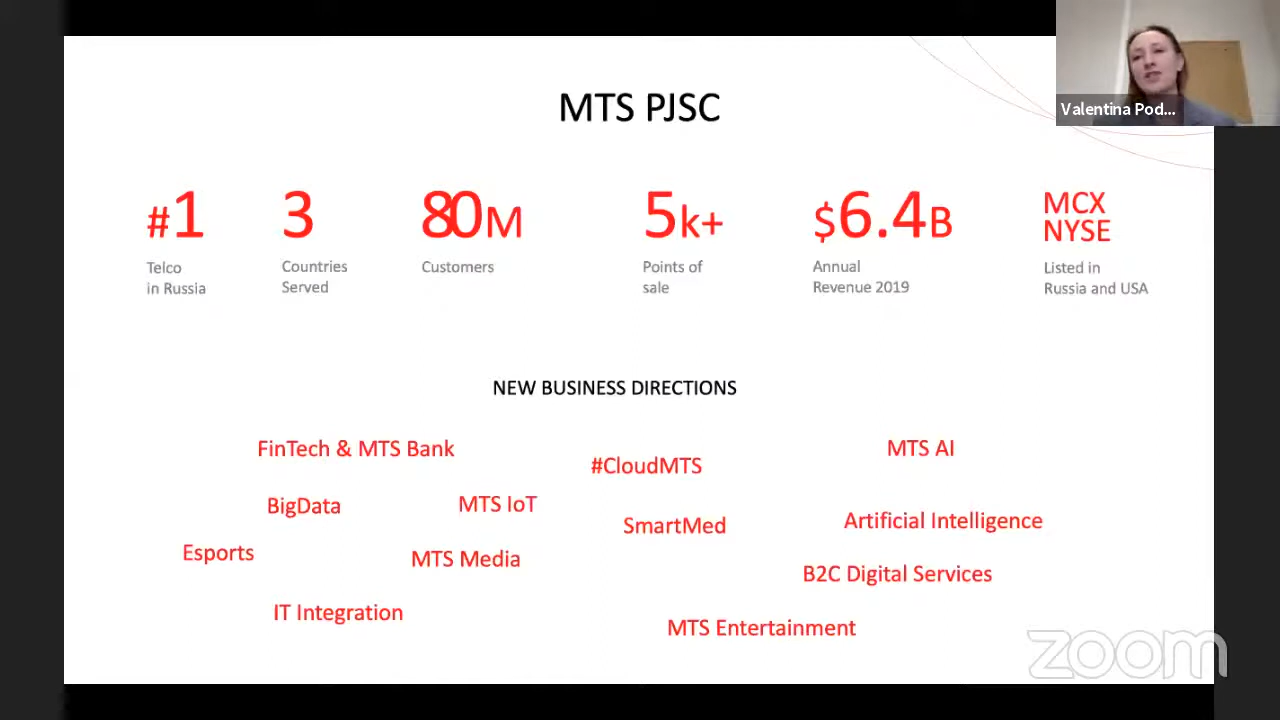 MTS PJSC
Valentina Pod...
#1
Telco
in Russia
3
Countries
Served
80M
Customers
5k+
Points of
sale
$6.4B
Annual
Revenue 2019
MCX
NYSE
Listed in
Russia and USA
NEW BUSINESS DIRECTIONS
FinTech & MTS Bank
#CloudMTS
MTS AI
BigData
MTS IoT
SmartMed
Artificial Intelligence
Esports
MTS Media
B2C Digital Services
IT Integration
MTS Entertainment
zoom